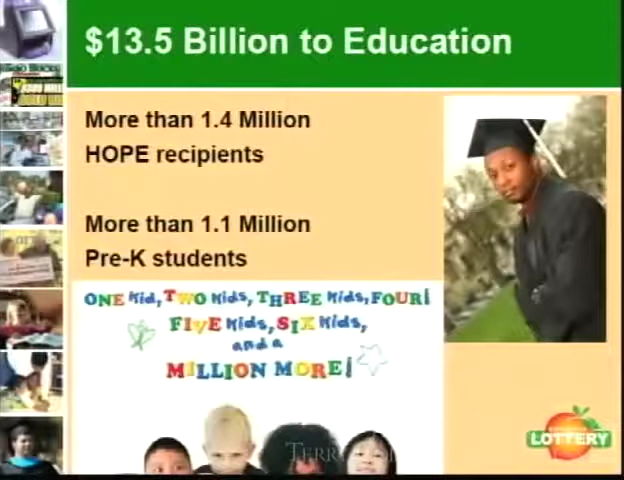 $13.5 Billion to Education
More than 1.4 Million
HOPE recipients
More than 1.1 Million
Pre-K students
ONE Kid, TWO Kids, THREE Kids, FOUR!
FIVE Kids, SIX Kids,
and a
MILLION MORE!
LOTTERY